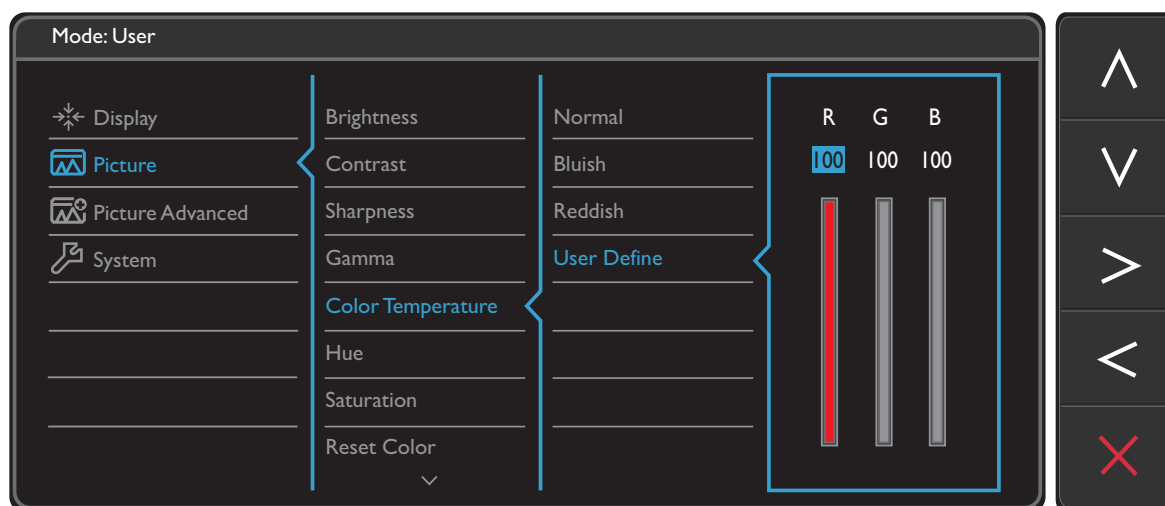 Mode: User
Display
Picture
Picture Advanced
System
Brightness
Contrast
Sharpness
Gamma
Color Temperature
Hue
Saturation
Reset Color
Normal
Bluish
Reddish
User Define
R G B
100 100 100